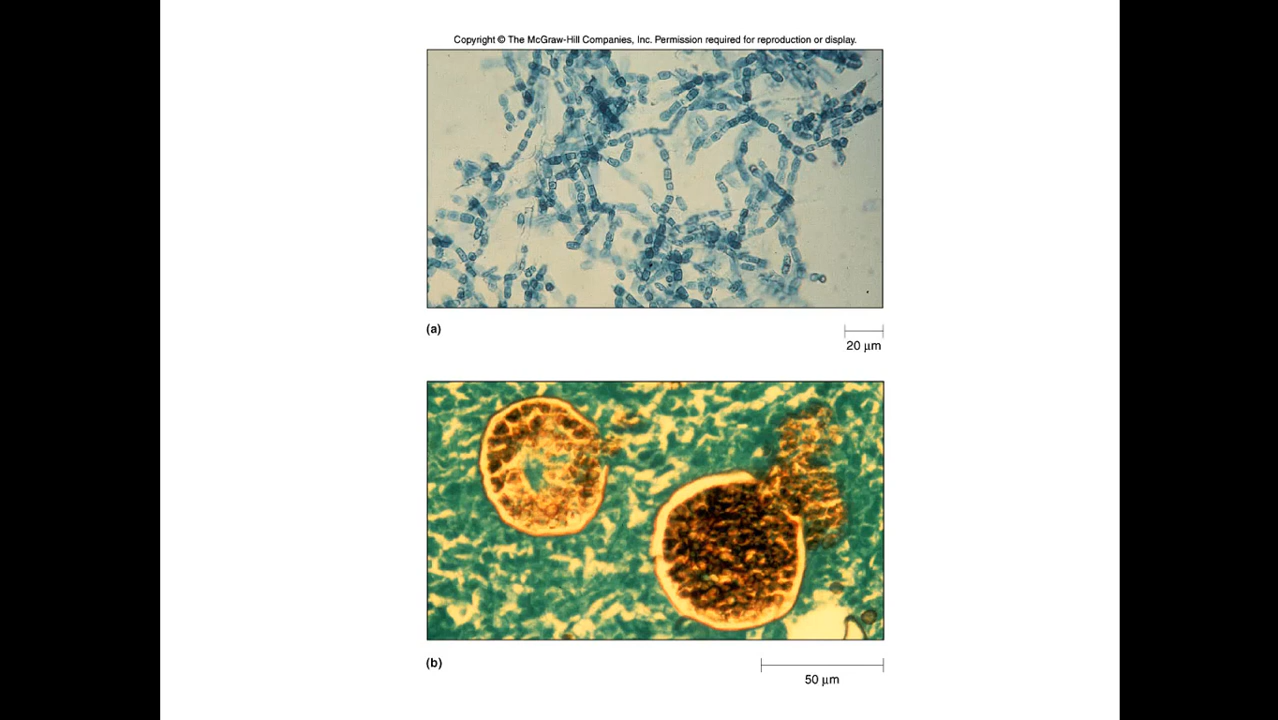 Copyright © The McGraw-Hill Companies, Inc. Permission required for reproduction or display.
(a)
20 μm
(b)
50 μm